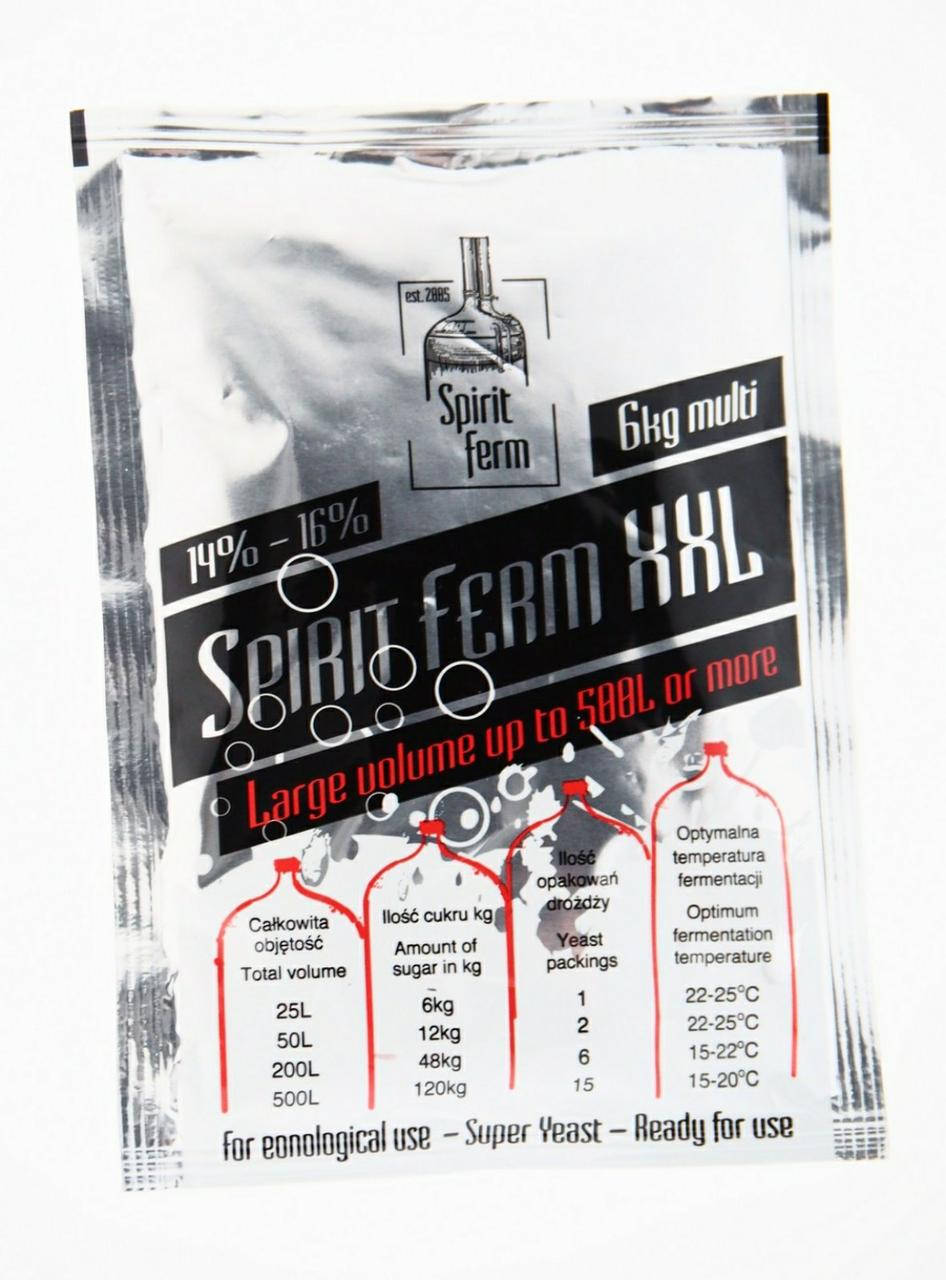 est. 2005
Spirit
ferm
6kg multi
14% - 16%
SPIRIT FERM XXL
Large volume up to 500L or more
Całkowita
objętość
Total volume
25L
50L
200L
500L
Ilość cukru kg
Amount of
sugar in kg
6kg
12kg
48kg
120kg
Ilość
opakowań
drożdży
Yeast
packings
1
2
6
15
Optymalna
temperatura
fermentacji
Optimum
fermentation
temperature
22-25°C
22-25°C
15-22°C
15-20°C
For eonological use – Super Yeast – Ready for use